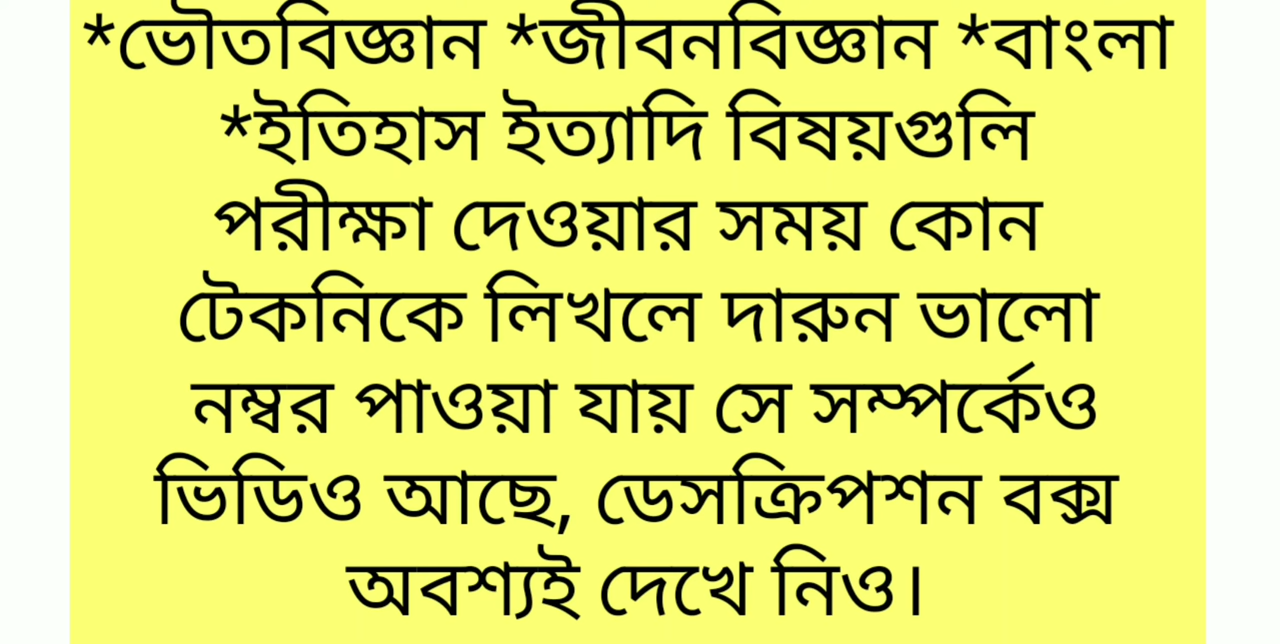 *ভৌতবিজ্ঞান *জীবনবিজ্ঞান *বাংলা
*ইতিহাস ইত্যাদি বিষয়গুলি
পরীক্ষা দেওয়ার সময় কোন
টেকনিকে লিখলে দারুন ভালো
নম্বর পাওয়া যায় সে সম্পর্কেও
ভিডিও আছে, ডেসক্রিপশন বক্স
অবশ্যই দেখে নিও।